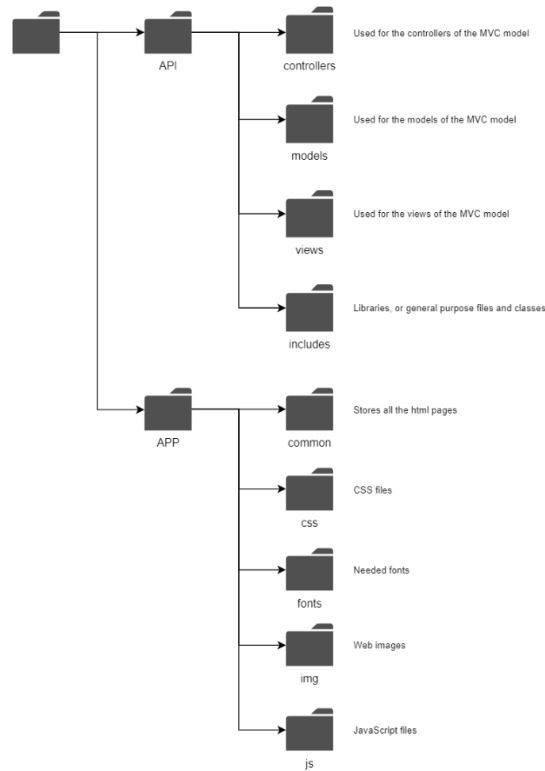 API
controllers
Used for the controllers of the MVC model
models
Used for the models of the MVC model
views
Used for the views of the MVC model
includes
Libraries, or general purpose files and classes
APP
common
Stores all the html pages
css
CSS files
fonts
Needed fonts
img
Web images
js
JavaScript files